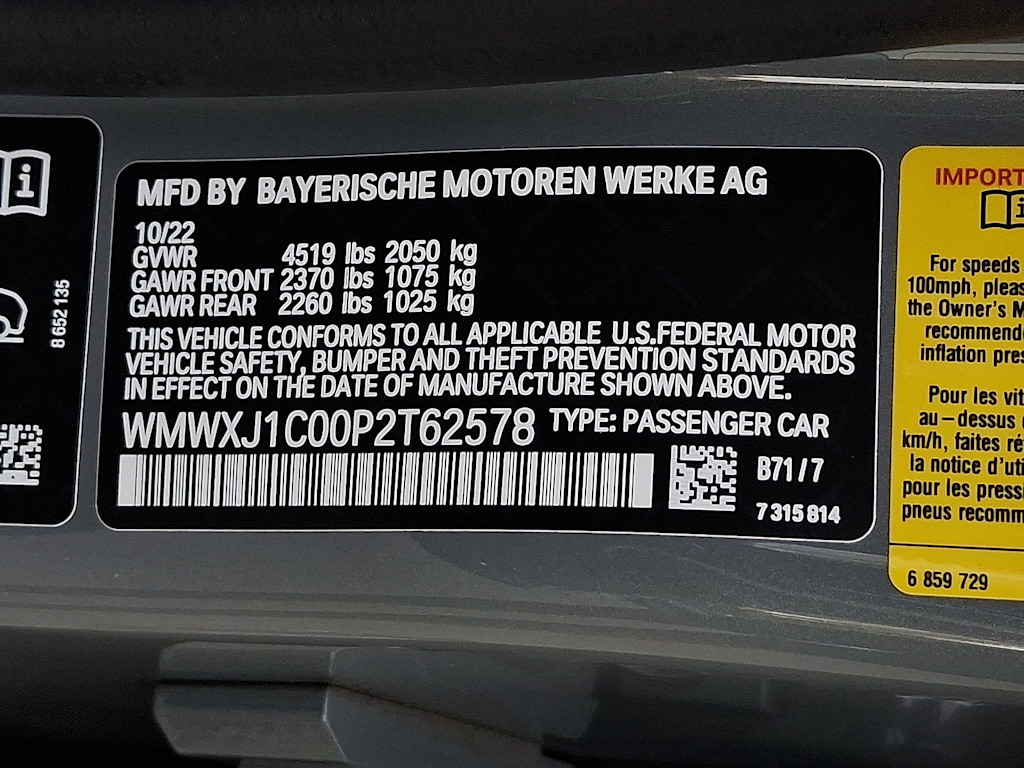 MFD BY BAYERISCHE MOTOREN WERKE AG
10/22
GVWR 4519 lbs 2050 kg
GAWR FRONT 2370 lbs 1075 kg
GAWR REAR 2260 lbs 1025 kg
THIS VEHICLE CONFORMS TO ALL APPLICABLE U.S.FEDERAL MOTOR
VEHICLE SAFETY, BUMPER AND THEFT PREVENTION STANDARDS
IN EFFECT ON THE DATE OF MANUFACTURE SHOWN ABOVE.
WMWXJ1C00P2T62578 TYPE: PASSENGER CAR
B71/7
7 315 814
8 652 135
IMPORT
For speeds
100mph, pleas
the Owner's M
recommend
inflation pres
Pour les vit
au-dessus d
km/h, faites ré
la notice d'uti
pour les press
pneus recomm
6 859 729